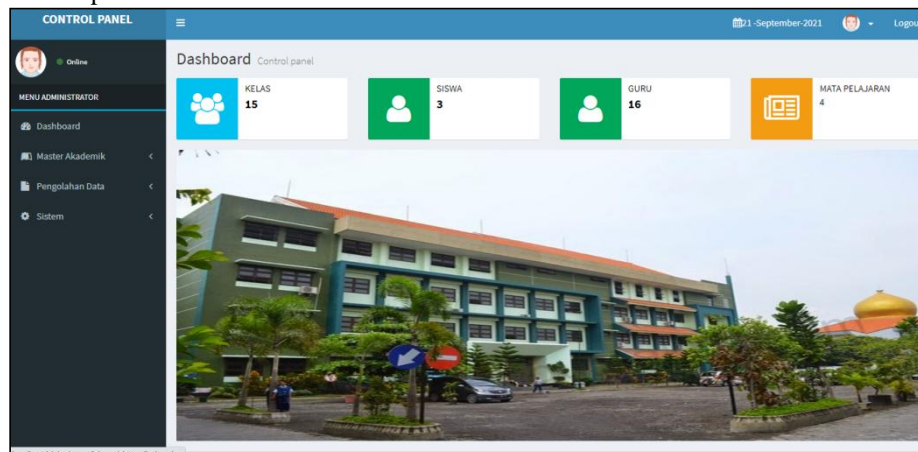 CONTROL PANEL
21-September-2021
Logou
Online
Dashboard Control panel
MENU ADMINISTRATOR
KELAS
15
SISWA
3
GURU
16
MATA PELAJARAN
4
Dashboard
Master Akademik
Pengolahan Data
Sistem